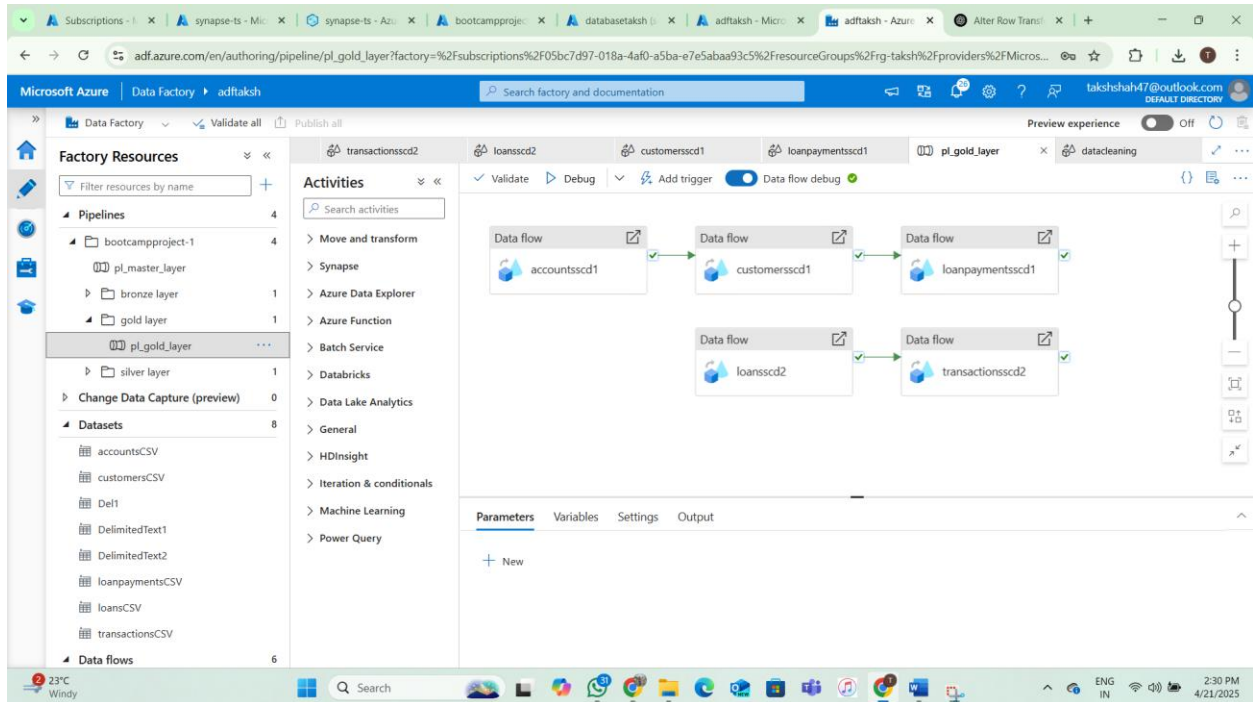 Subscriptions - M
synapse-ts - Mic
synapse-ts - Azu
bootcampprojec
databasetaksh (a
adftaksh - Micro
adftaksh - Azure
Alter Row Transf
adf.azure.com/en/authoring/pipeline/pl_gold_layer?factory=%2Fsubscriptions%2F05bc7d97-018a-4af0-a5ba-e7e5abaa93c5%2FresourceGroups%2Frg-taksh%2Fproviders%2FMicros...
T
Microsoft Azure | Data Factory ▸ adftaksh
Search factory and documentation
26
takshshah47@outlook.com
DEFAULT DIRECTORY
Data Factory
Validate all
Publish all
Preview experience
Off
Factory Resources
Filter resources by name
Pipelines 4
bootcampproject-1 4
pl_master_layer
bronze layer 1
gold layer 1
pl_gold_layer
silver layer 1
Change Data Capture (preview) 0
Datasets 8
accountsCSV
customersCSV
Del1
DelimitedText1
DelimitedText2
loanpaymentsCSV
loansCSV
transactionsCSV
Data flows 6
transactionsscd2
loansscd2
customersscd1
loanpaymentsscd1
pl_gold_layer
datacleaning
Activities
Search activities
Move and transform
Synapse
Azure Data Explorer
Azure Function
Batch Service
Databricks
Data Lake Analytics
General
HDInsight
Iteration & conditionals
Machine Learning
Power Query
Validate
Debug
Add trigger
Data flow debug
Data flow
accountsscd1
Data flow
customersscd1
Data flow
loanpaymentsscd1
Data flow
loansscd2
Data flow
transactionsscd2
Parameters Variables Settings Output
New
2
23°C
Windy
Search
31
ENG
IN
2:30 PM
4/21/2025